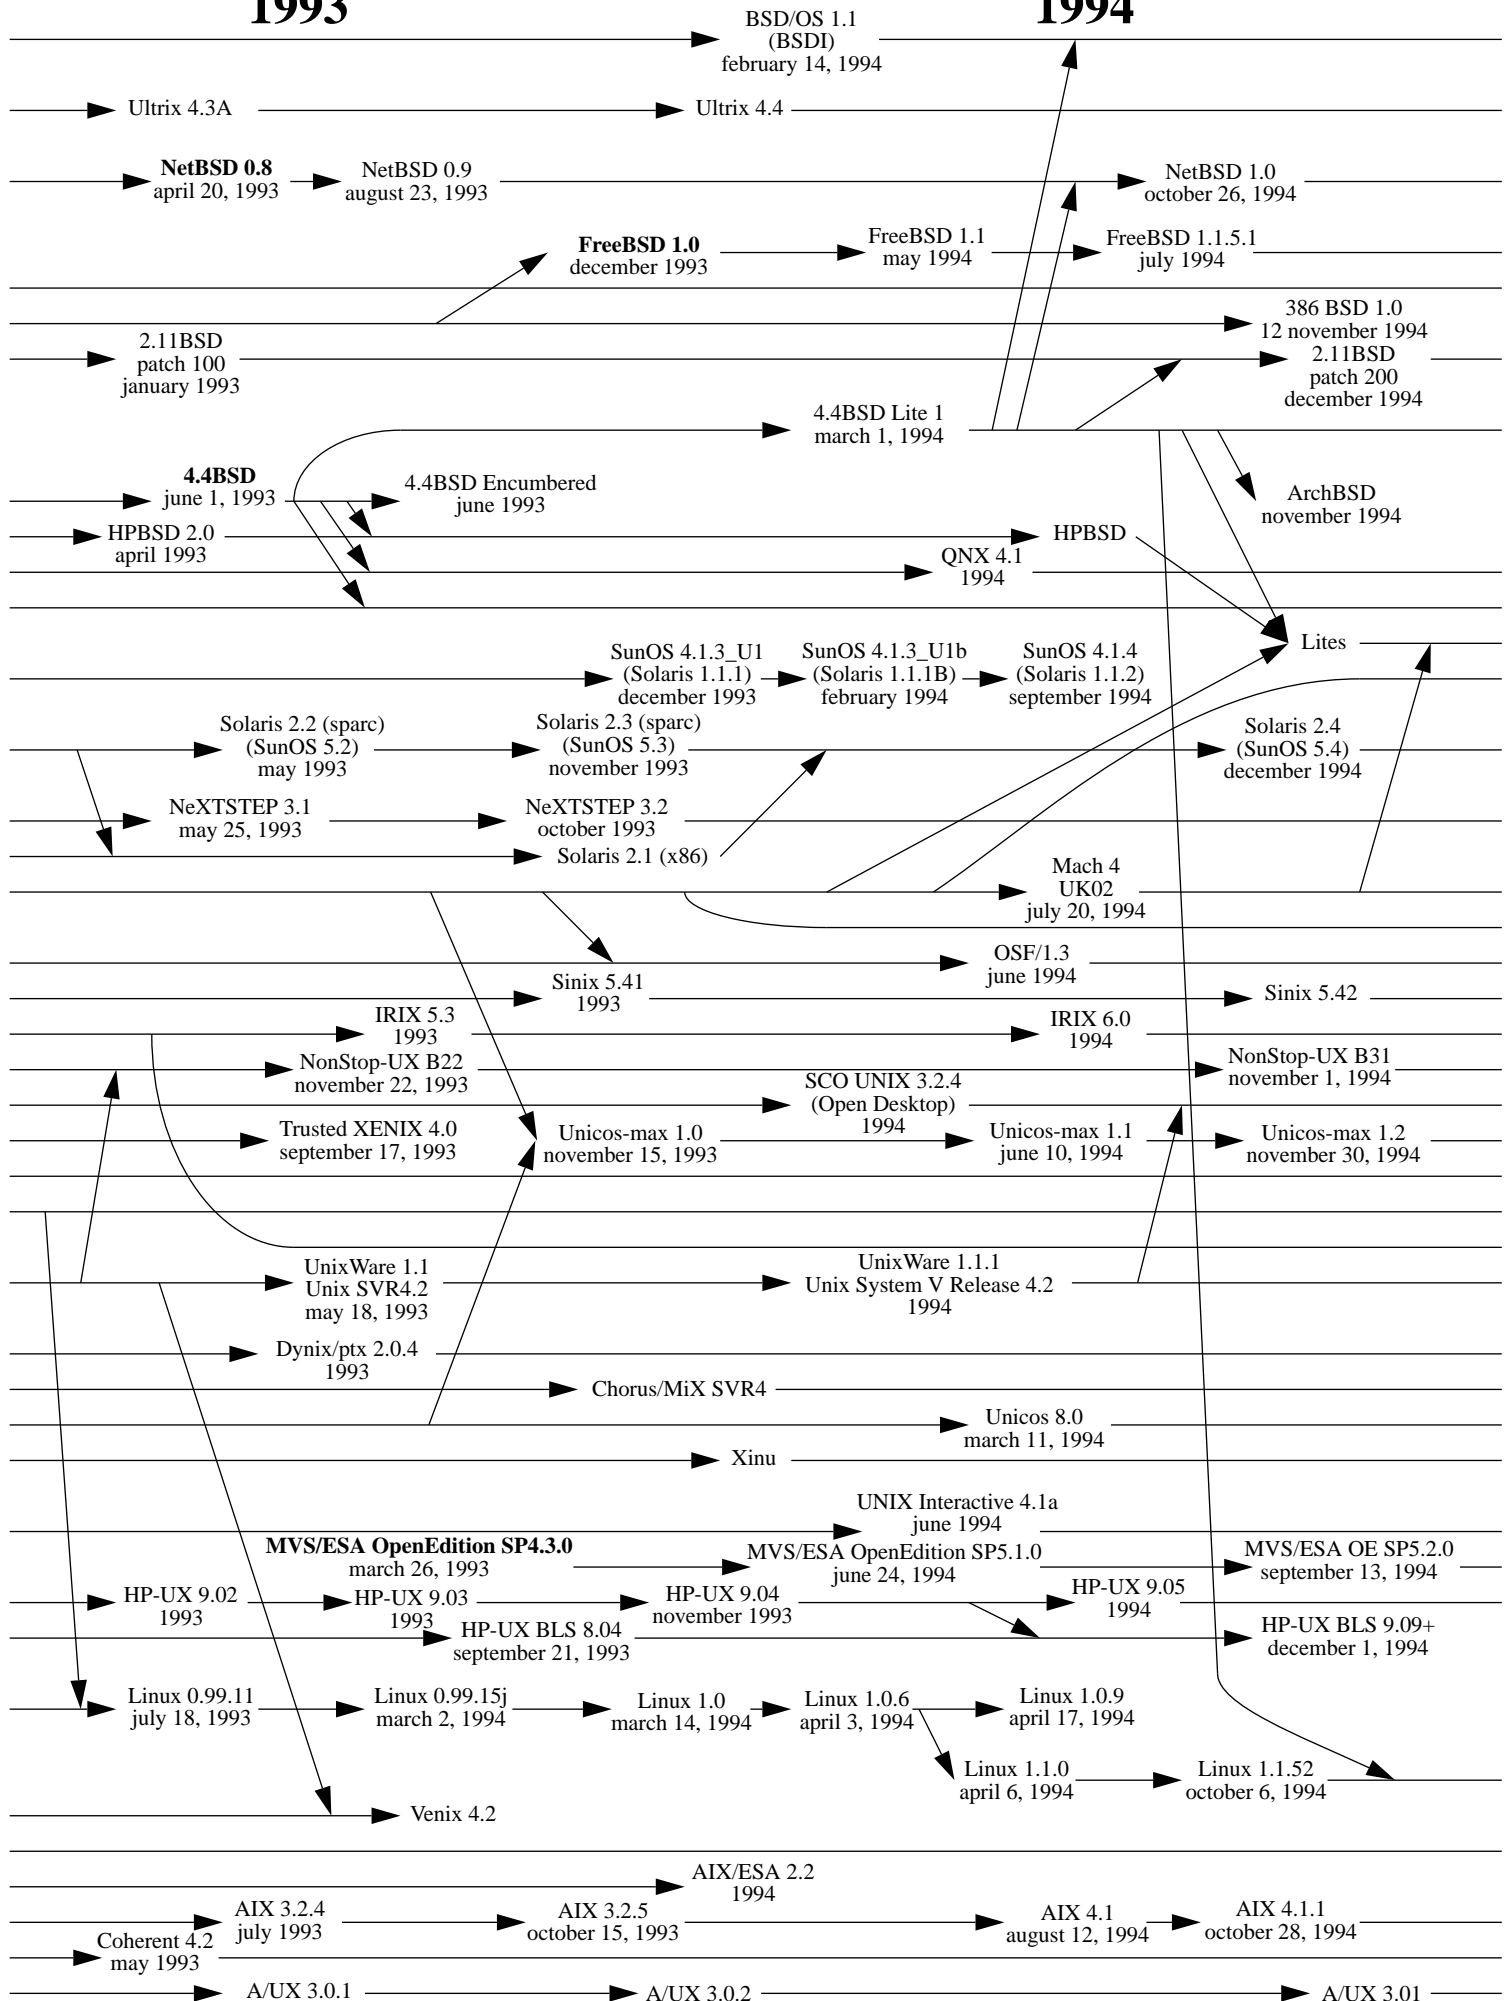 1993
1994
BSD/OS 1.1
(BSDI)
february 14, 1994
Ultrix 4.3A
Ultrix 4.4
NetBSD 0.8
april 20, 1993
NetBSD 0.9
august 23, 1993
NetBSD 1.0
october 26, 1994
FreeBSD 1.0
december 1993
FreeBSD 1.1
may 1994
FreeBSD 1.1.5.1
july 1994
386 BSD 1.0
12 november 1994
2.11BSD
patch 100
january 1993
2.11BSD
patch 200
december 1994
4.4BSD Lite 1
march 1, 1994
4.4BSD
june 1, 1993
4.4BSD Encumbered
june 1993
ArchBSD
november 1994
HPBSD 2.0
april 1993
HPBSD
QNX 4.1
1994
Lites
SunOS 4.1.3_U1
(Solaris 1.1.1)
december 1993
SunOS 4.1.3_U1b
(Solaris 1.1.1B)
february 1994
SunOS 4.1.4
(Solaris 1.1.2)
september 1994
Solaris 2.2 (sparc)
(SunOS 5.2)
may 1993
Solaris 2.3 (sparc)
(SunOS 5.3)
november 1993
Solaris 2.4
(SunOS 5.4)
december 1994
NeXTSTEP 3.1
may 25, 1993
NeXTSTEP 3.2
october 1993
Solaris 2.1 (x86)
Mach 4
UK02
july 20, 1994
OSF/1.3
june 1994
Sinix 5.41
1993
Sinix 5.42
IRIX 5.3
1993
IRIX 6.0
1994
NonStop-UX B22
november 22, 1993
NonStop-UX B31
november 1, 1994
SCO UNIX 3.2.4
(Open Desktop)
1994
Trusted XENIX 4.0
september 17, 1993
Unicos-max 1.0
november 15, 1993
Unicos-max 1.1
june 10, 1994
Unicos-max 1.2
november 30, 1994
UnixWare 1.1
Unix SVR4.2
may 18, 1993
UnixWare 1.1.1
Unix System V Release 4.2
1994
Dynix/ptx 2.0.4
1993
Chorus/MiX SVR4
Unicos 8.0
march 11, 1994
Xinu
UNIX Interactive 4.1a
june 1994
MVS/ESA OpenEdition SP4.3.0
march 26, 1993
MVS/ESA OpenEdition SP5.1.0
june 24, 1994
MVS/ESA OE SP5.2.0
september 13, 1994
HP-UX 9.02
1993
HP-UX 9.03
1993
HP-UX 9.04
november 1993
HP-UX 9.05
1994
HP-UX BLS 8.04
september 21, 1993
HP-UX BLS 9.09+
december 1, 1994
Linux 0.99.11
july 18, 1993
Linux 0.99.15j
march 2, 1994
Linux 1.0
march 14, 1994
Linux 1.0.6
april 3, 1994
Linux 1.0.9
april 17, 1994
Linux 1.1.0
april 6, 1994
Linux 1.1.52
october 6, 1994
Venix 4.2
AIX/ESA 2.2
1994
AIX 3.2.4
july 1993
AIX 3.2.5
october 15, 1993
AIX 4.1
august 12, 1994
AIX 4.1.1
october 28, 1994
Coherent 4.2
may 1993
A/UX 3.0.1
A/UX 3.0.2
A/UX 3.01